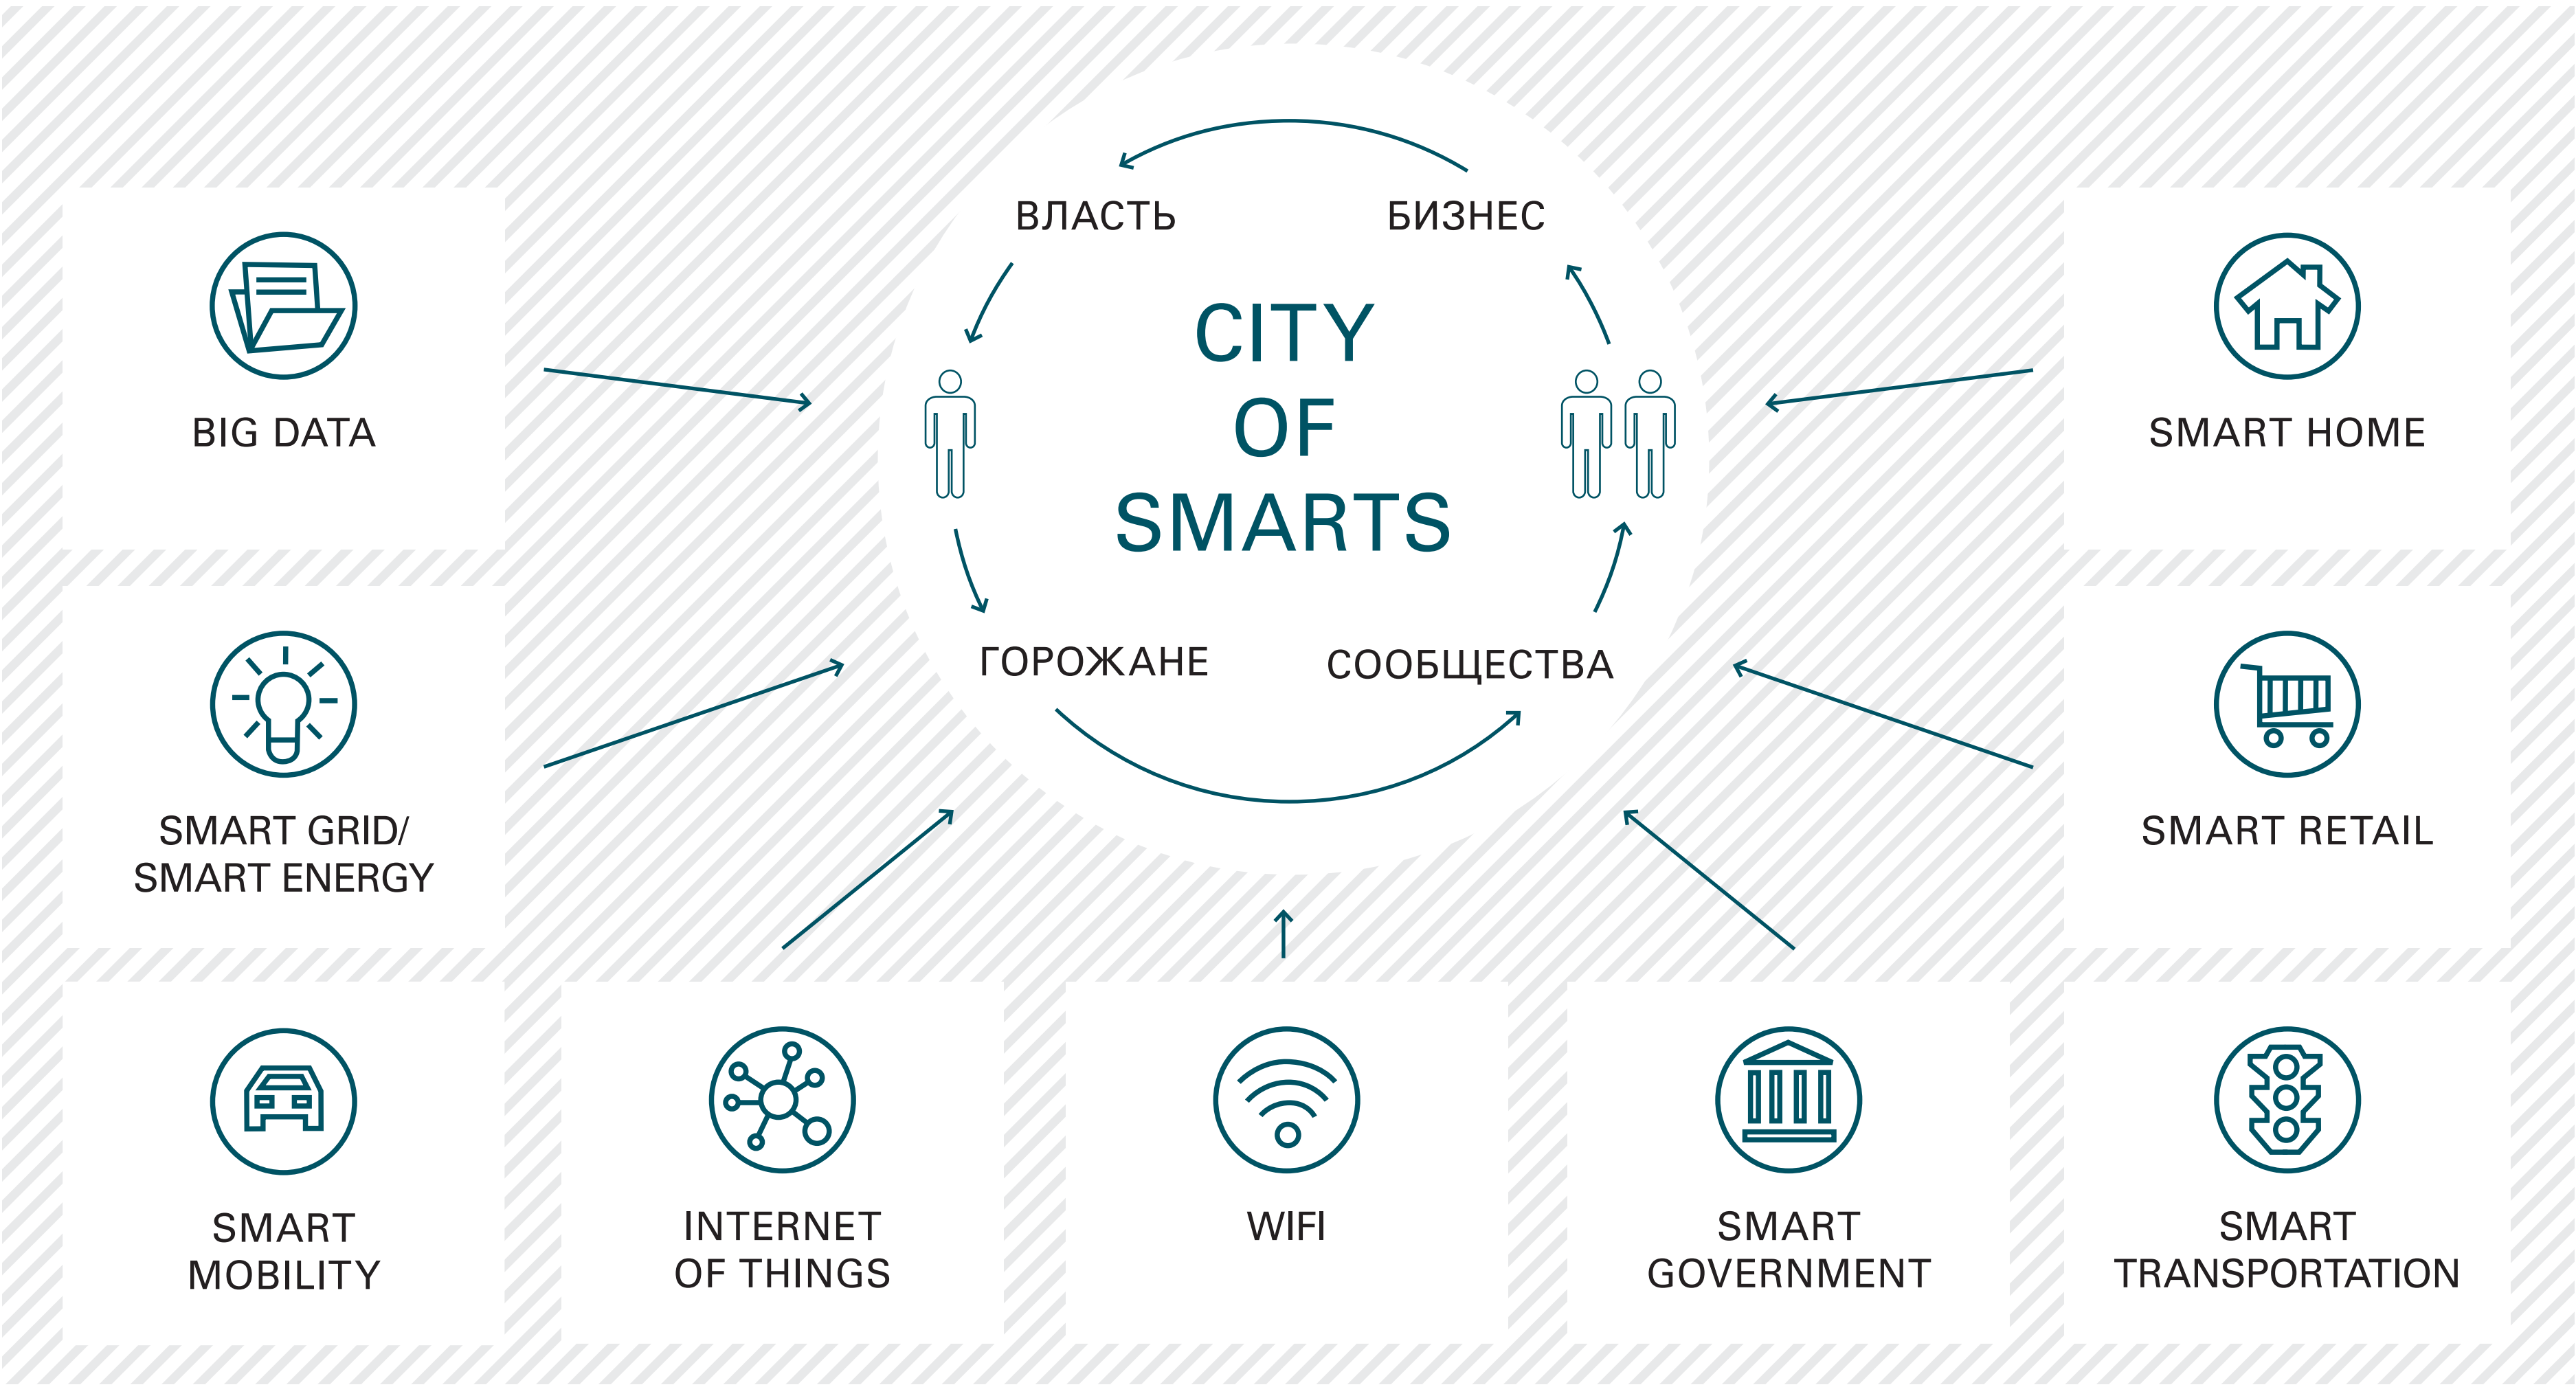 ВЛАСТЬ
БИЗНЕС
CITY
OF
SMARTS
ГОРОЖАНЕ
СООБЩЕСТВА
BIG DATA
SMART HOME
SMART GRID/
SMART ENERGY
SMART RETAIL
SMART
MOBILITY
INTERNET
OF THINGS
WIFI
SMART
GOVERNMENT
SMART
TRANSPORTATION